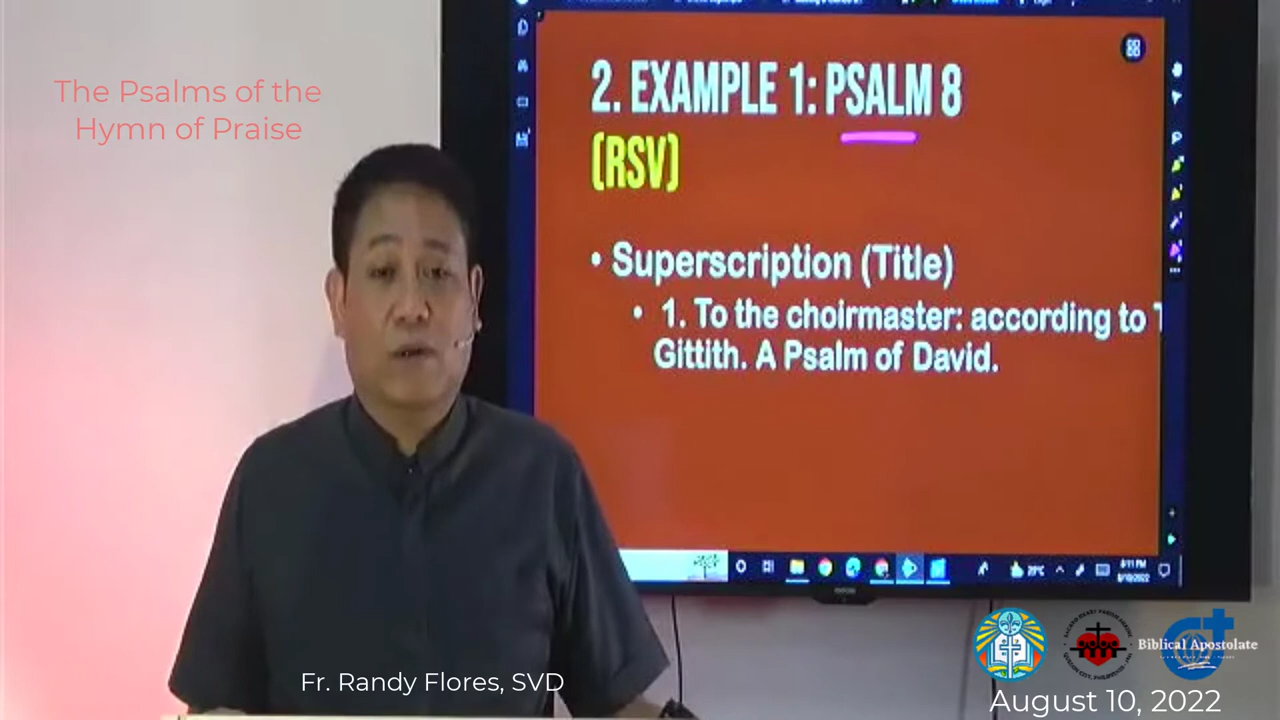 The Psalms of the
Hymn of Praise
2. EXAMPLE 1: PSALM 8
(RSV)
• Superscription (Title)
• 1. To the choirmaster: according to
Gittith. A Psalm of David.
Fr. Randy Flores, SVD
Biblical Apostolate
August 10, 2022